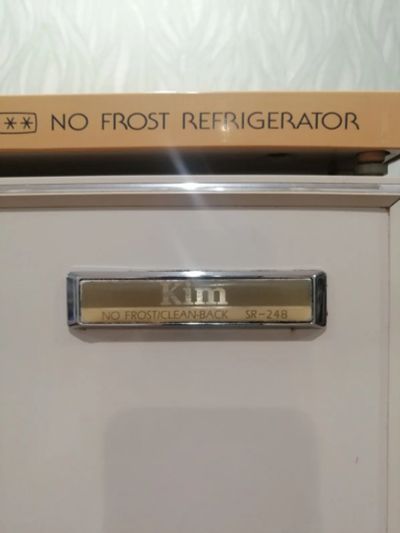 ** NO FROST REFRIGERATOR
Kim
NO FROST/CLEAN-BACK SR-248